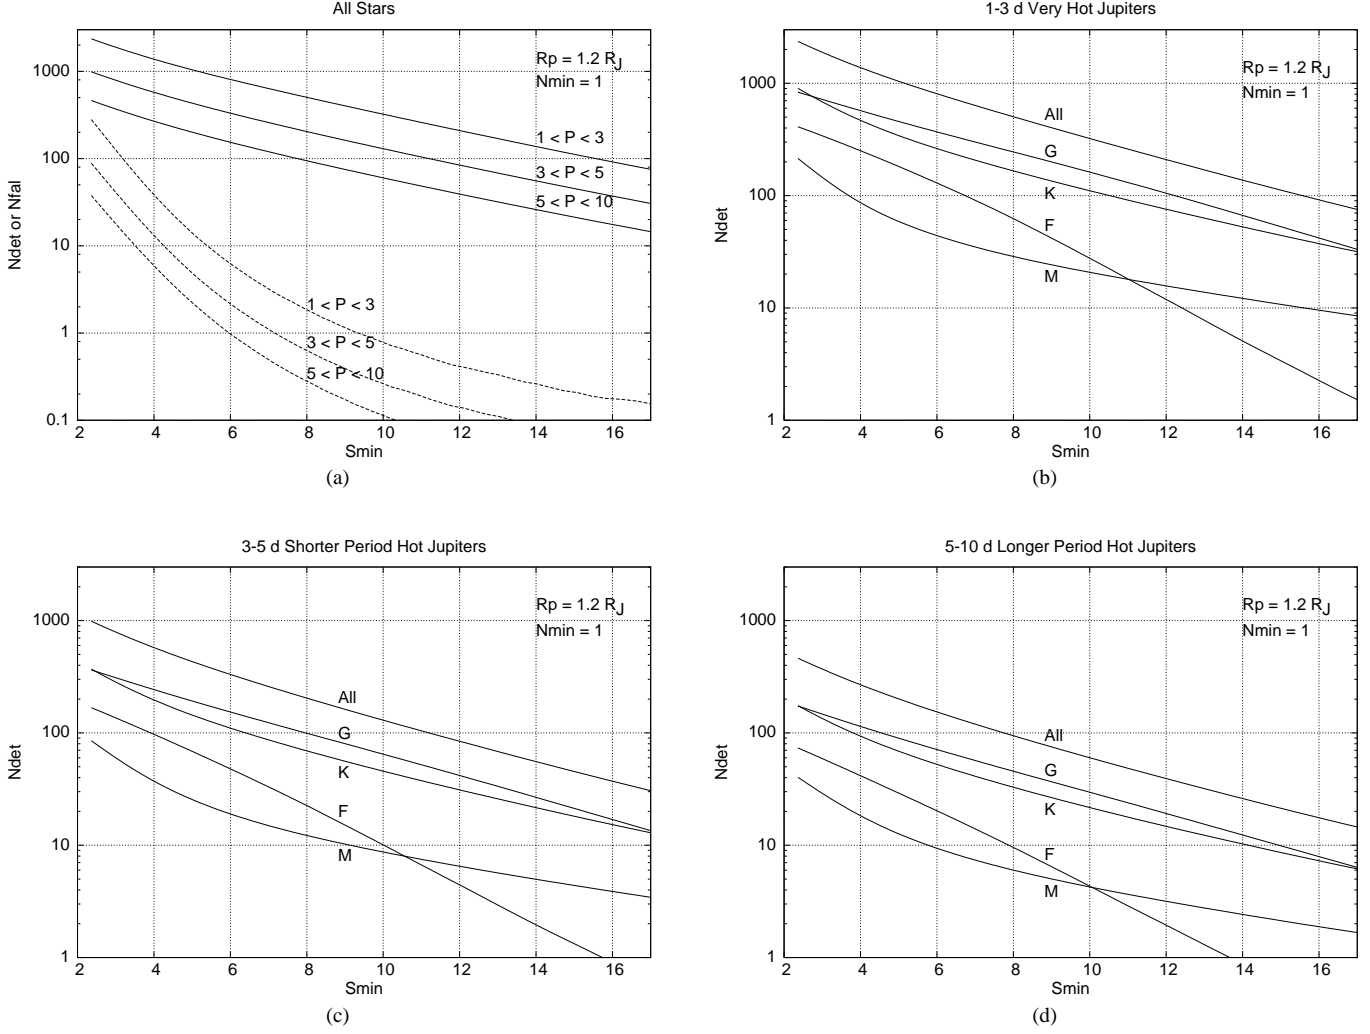 All Stars
Ndet or Nfal
1000
100
10
1
0.1
Rp = 1.2 RJ
Nmin = 1
1 < P < 3
3 < P < 5
5 < P < 10
1 < P < 3
3 < P < 5
5 < P < 10
2 4 6 8 10 12 14 16
Smin
(a)
1-3 d Very Hot Jupiters
Ndet
1000
100
10
1
Rp = 1.2 RJ
Nmin = 1
All
G
K
F
M
2 4 6 8 10 12 14 16
Smin
(b)
3-5 d Shorter Period Hot Jupiters
Ndet
1000
100
10
1
Rp = 1.2 RJ
Nmin = 1
All
G
K
F
M
2 4 6 8 10 12 14 16
Smin
(c)
5-10 d Longer Period Hot Jupiters
Ndet
1000
100
10
1
Rp = 1.2 RJ
Nmin = 1
All
G
K
F
M
2 4 6 8 10 12 14 16
Smin
(d)